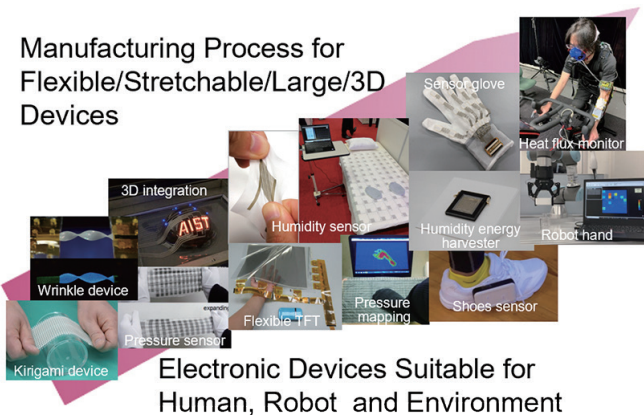 Manufacturing Process for
Flexible/Stretchable/Large/3D
Devices
Sensor glove
Heat flux monitor
3D integration
AIST
Humidity sensor
Humidity energy
harvester
Robot hand
Wrinkle device
expanding
Pressure sensor
Flexible TFT
Pressure
mapping
Shoes sensor
Kirigami device
Electronic Devices Suitable for
Human, Robot and Environment